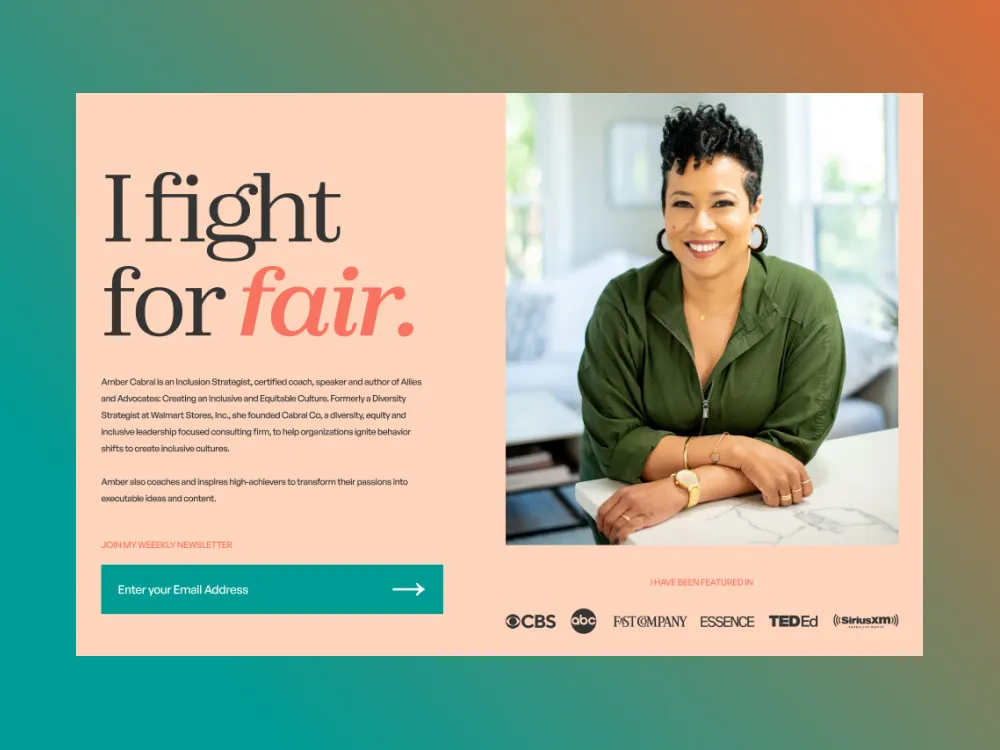 I fight
for fair.
Amber Cabral is an Inclusion Strategist, certified coach, speaker and author of Allies
and Advocates: Creating an Inclusive and Equitable Culture. Formerly a Diversity
Strategist at Walmart Stores, Inc., she founded Cabral Co, a diversity, equity and
inclusive leadership focused consulting firm, to help organizations ignite behavior
shifts to create inclusive cultures.
Amber also coaches and inspires high-achievers to transform their passions into
executable ideas and content.
JOIN MY WEEEKLY NEWSLETTER
Enter your Email Address
I HAVE BEEN FEATURED IN
CBS abc FAST COMPANY ESSENCE TEDEd SiriusXM
SATELLITE RADIO